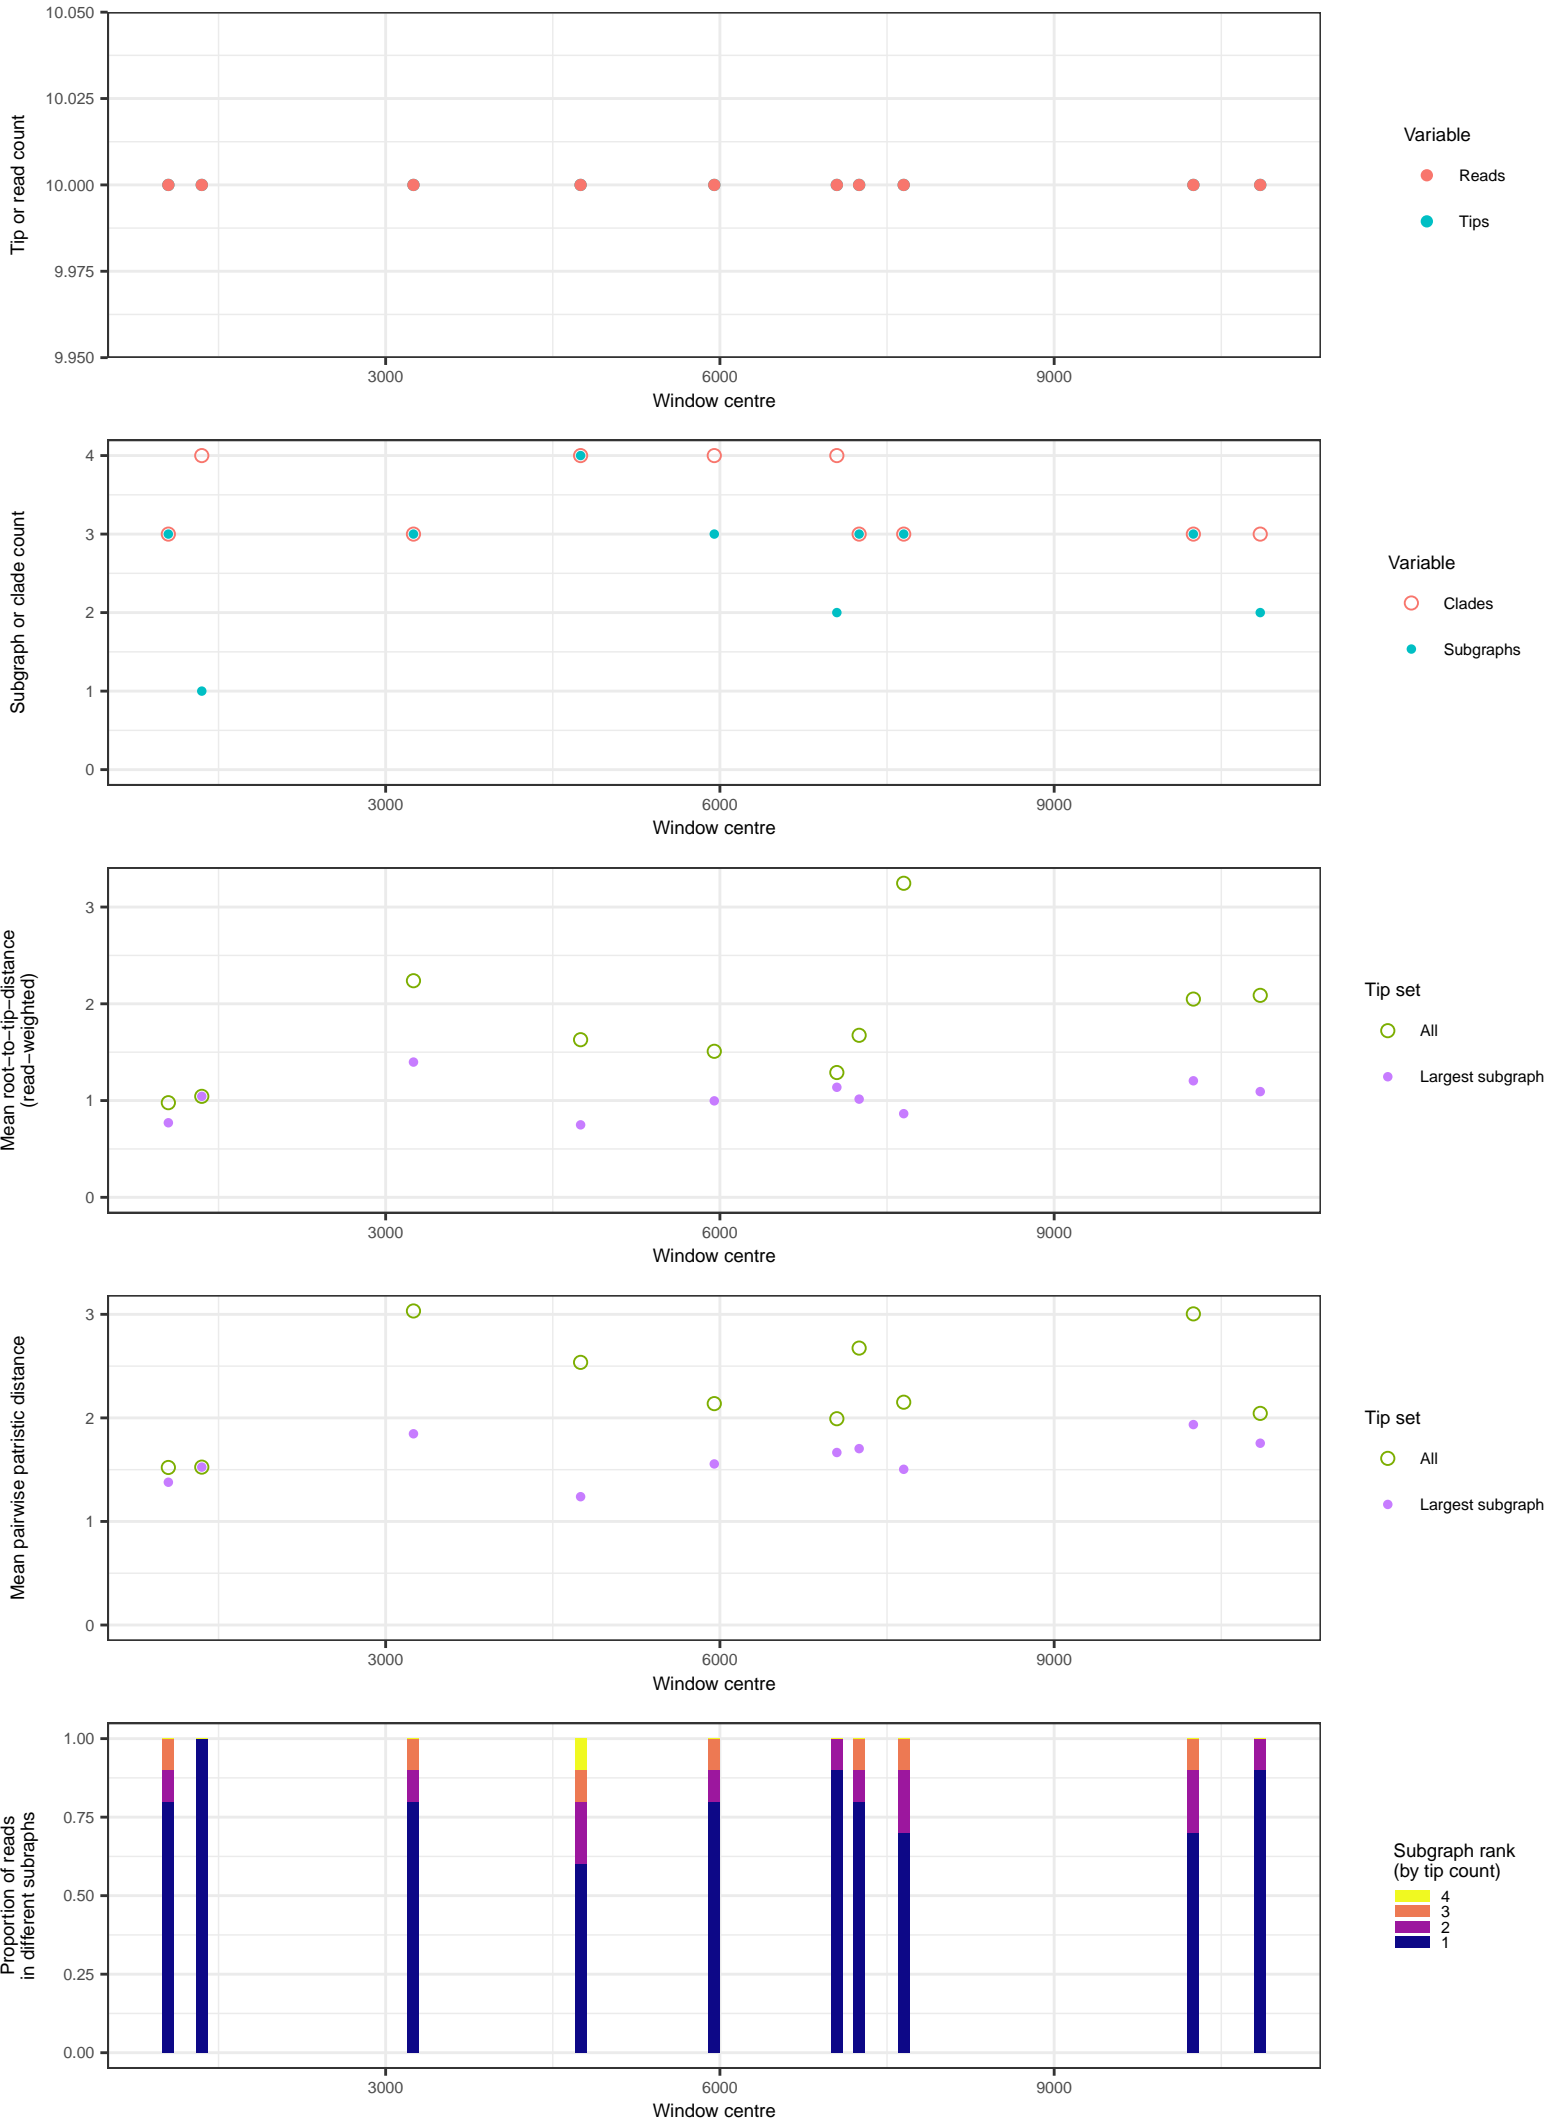 10.050
10.025
10.000
9.975
9.950
Tip or read count
3000 6000 9000
Window centre
Variable
Reads
Tips
4
3
2
1
0
Subgraph or clade count
3000 6000 9000
Window centre
Variable
Clades
Subgraphs
3
2
1
0
Mean root−to−tip−distance
(read−weighted)
3000 6000 9000
Window centre
Tip set
All
Largest subgraph
3
2
1
0
Mean pairwise patristic distance
3000 6000 9000
Window centre
Tip set
All
Largest subgraph
1.00
0.75
0.50
0.25
0.00
Proportion of reads
in different subraphs
3000 6000 9000
Window centre
Subgraph rank
(by tip count)
4
3
2
1